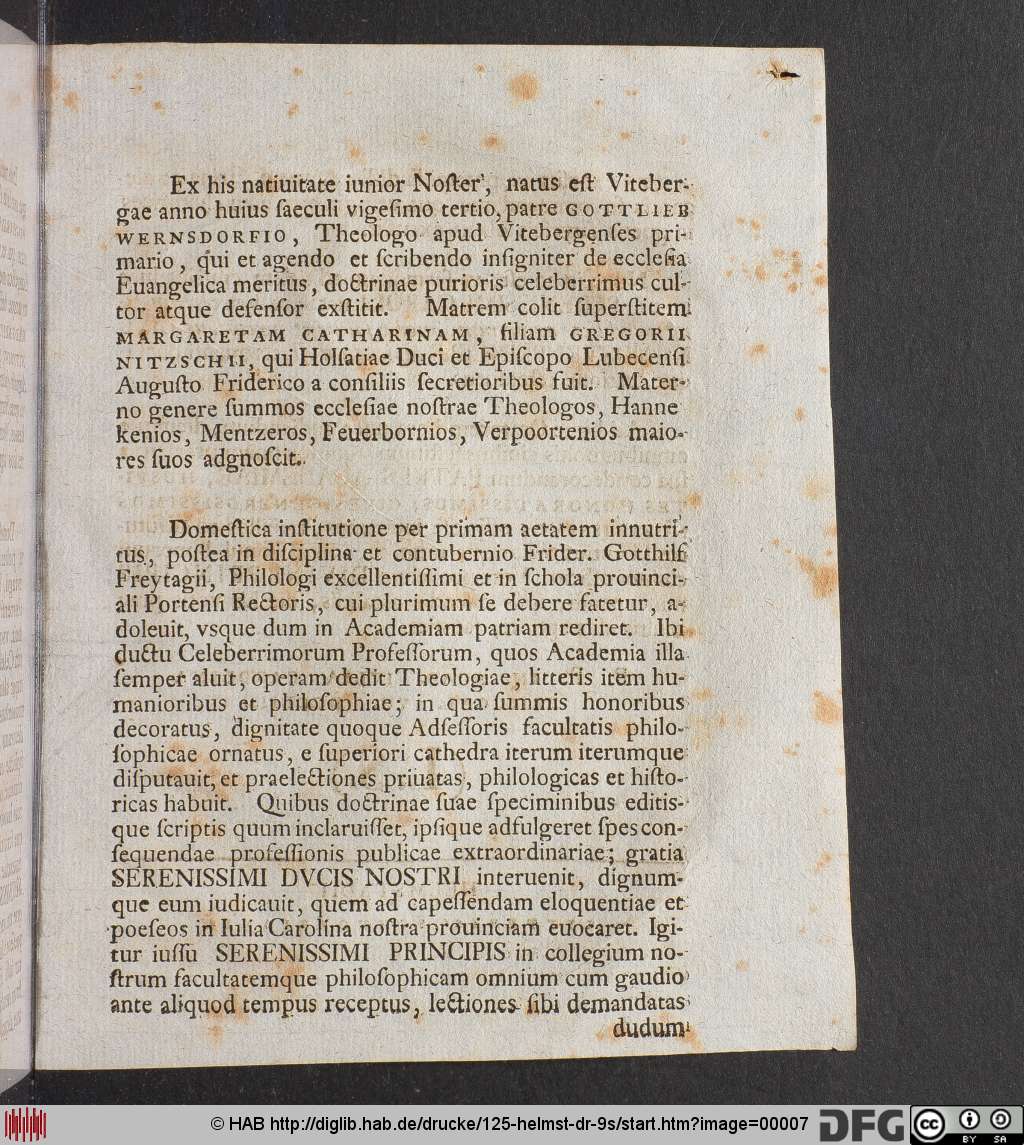 Ex his natiuitate iunior Noſter, natus eſt Viteber-
gae anno huius ſaeculi vigeſimo tertio, patre GOTTLIEB
WERNSDORFIO, Theologo apud Vitebergenſes pri-
mario, qui et agendo et ſcribendo inſigniter de eccleſia
Euangelica meritus, doctrinae purioris celeberrimus cul-
tor atque defenſor exſtitit. Matrem colit ſuperſtitem
MARGARETAM CATHARINAM, filiam GREGORII
NITZSCHII, qui Holſatiae Duci et Epiſcopo Lubecenſi
Auguſto Friderico a conſiliis ſecretioribus fuit. Mater-
no genere ſummos eccleſiae noſtrae Theologos, Hanne
kenios, Mentzeros, Feuerbornios, Verpoortenios maio-
res ſuos adgnoſcit.
Domeſtica inſtitutione per primam aetatem innutri-
tus, poſtea in diſciplina et contubernio Frider. Gotthilf
Freytagii, Philologi excellentiſſimi et in ſchola prouinci-
ali Portenſi Rectoris, cui plurimum ſe debere fatetur, a-
doleuit, vsque dum in Academiam patriam rediret. Ibi
ductu Celeberrimorum Profeſſorum, quos Academia illa
ſemper aluit, operam dedit Theologiae, litteris item hu-
manioribus et philoſophiae; in qua ſummis honoribus
decoratus, dignitate quoque Adſeſſoris facultatis philo-
ſophicae ornatus, e ſuperiori cathedra iterum iterumque
diſputauit, et praelectiones priuatas, philologicas et hiſto-
ricas habuit. Quibus doctrinae ſuae ſpeciminibus editis-
que ſcriptis quum inclaruiſſet, ipſique adfulgeret ſpes con-
ſequendae profeſſionis publicae extraordinariae; gratia
SERENISSIMI DVCIS NOSTRI interuenit, dignum-
que eum iudicauit, quem ad capeſſendam eloquentiae et
poeſeos in Iulia Carolina noſtra prouinciam euocaret. Igi-
tur iuſſu SERENISSIMI PRINCIPIS in collegium no-
ſtrum facultatemque philoſophicam omnium cum gaudio
ante aliquod tempus receptus, lectiones ſibi demandatas
dudum
© HAB http://diglib.hab.de/drucke/125-helmst-dr-9s/start.htm?image=00007
DFG
cc
BY SA